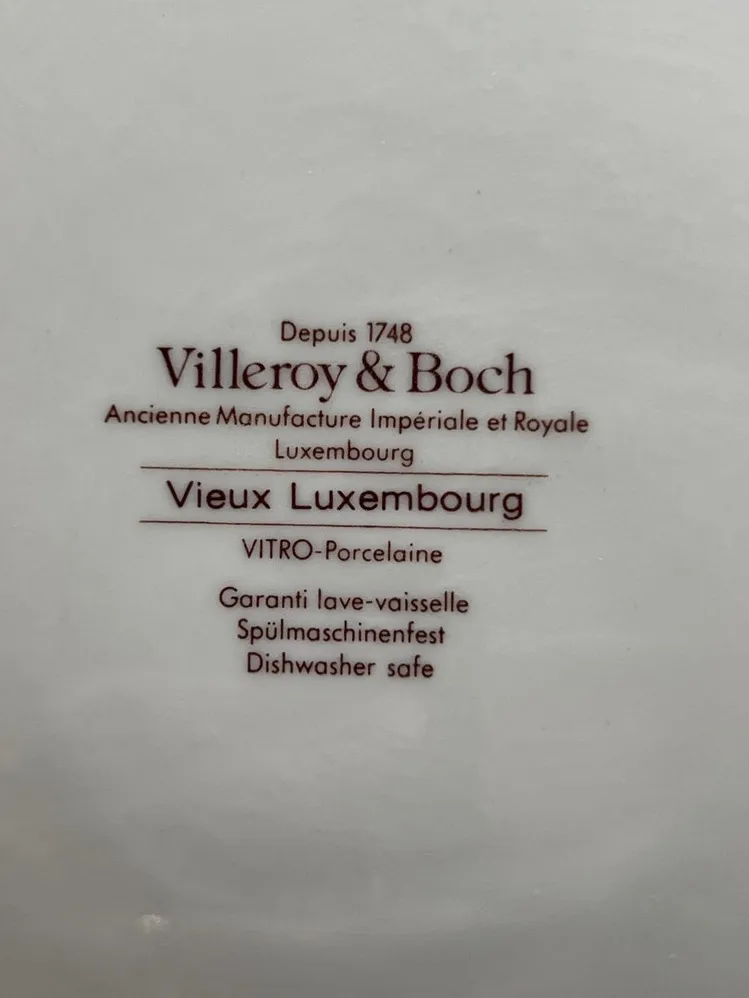 Depuis 1748
Villeroy & Boch
Ancienne Manufacture Impériale et Royale
Luxembourg
Vieux Luxembourg
VITRO-Porcelaine
Garanti lave-vaisselle
Spülmaschinenfest
Dishwasher safe